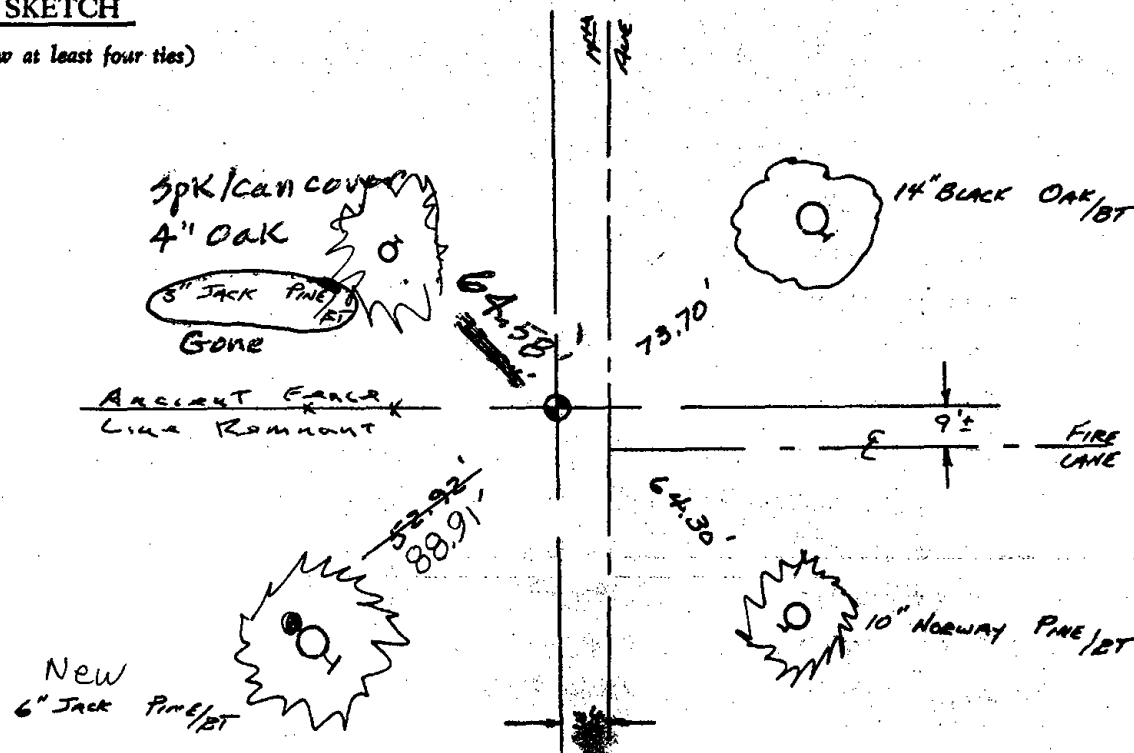 SKETCH
w at least four ties)
14TH AVE
Spk/can cover
4" Oak
JACK PINE
Gone
64.58'
73.70'
14" BLACK OAK/BT
ANCIENT FENCE
LINE REMNANT
9'±
℄
FIRE
LANE
52.92'
88.91'
64.30'
New
6" JACK PINE/BT
10" NORWAY PINE/BT